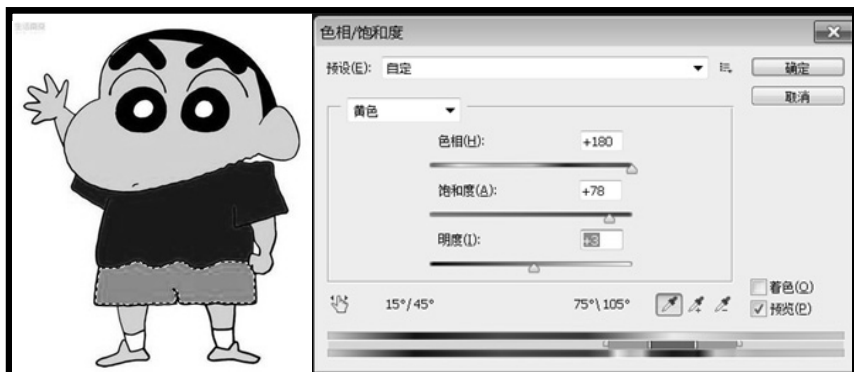 色相/饱和度
预设(E): 自定
确定
取消
黄色
色相(H): +180
饱和度(A): +78
明度(I): +3
15°/45° 75°\105°
着色(O)
预览(P)